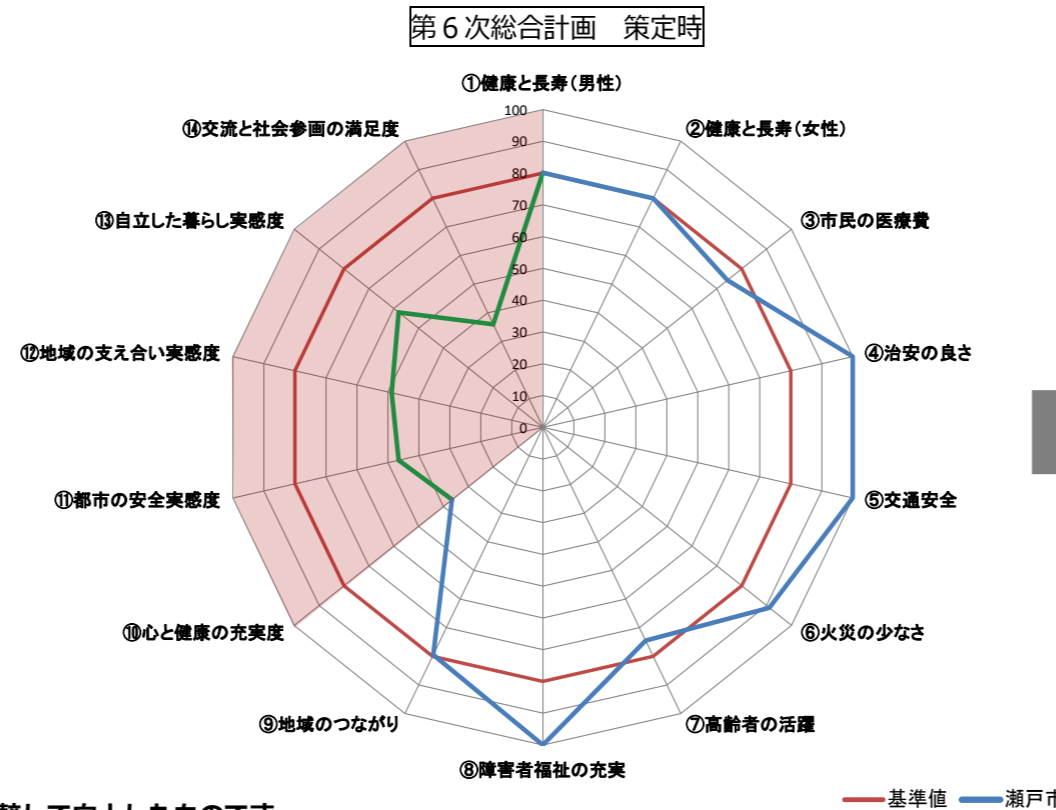 第６次総合計画　策定時
①健康と長寿（男性）
②健康と長寿（女性）
③市民の医療費
④治安の良さ
⑤交通安全
⑥火災の少なさ
⑦高齢者の活躍
⑧障害者福祉の充実
⑨地域のつながり
⑩心と健康の充実度
⑪都市の安全実感度
⑫地域の支え合い実感度
⑬自立した暮らし実感度
⑭交流と社会参画の満足度
100
90
80
70
60
50
40
30
20
10
0
基準値
瀬戸市